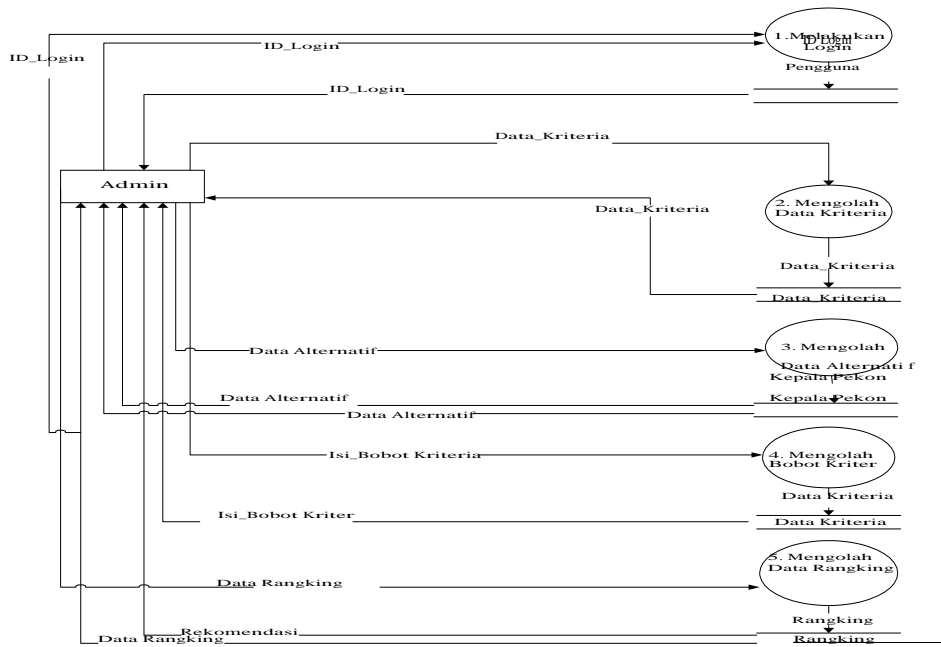 1.Melakukan
ID Login
Login
ID_Login
ID_Login
Pengguna
ID_Login
Data_Kriteria
Admin
2. Mengolah
Data Kriteria
Data_Kriteria
Data_Kriteria
Data_Kriteria
3. Mengolah
Data Alternatif
Data Alternati f
Kepala Pekon
Data Alternatif
Kepala Pekon
Data Alternatif
4. Mengolah
Bobot Kriter
Isi_Bobot Kriteria
Data Kriteria
Isi_Bobot Kriter
Data Kriteria
5. Mengolah
Data Rangking
Data Rangking
Rangking
Rekomendasi
Data Rangking
Rangking